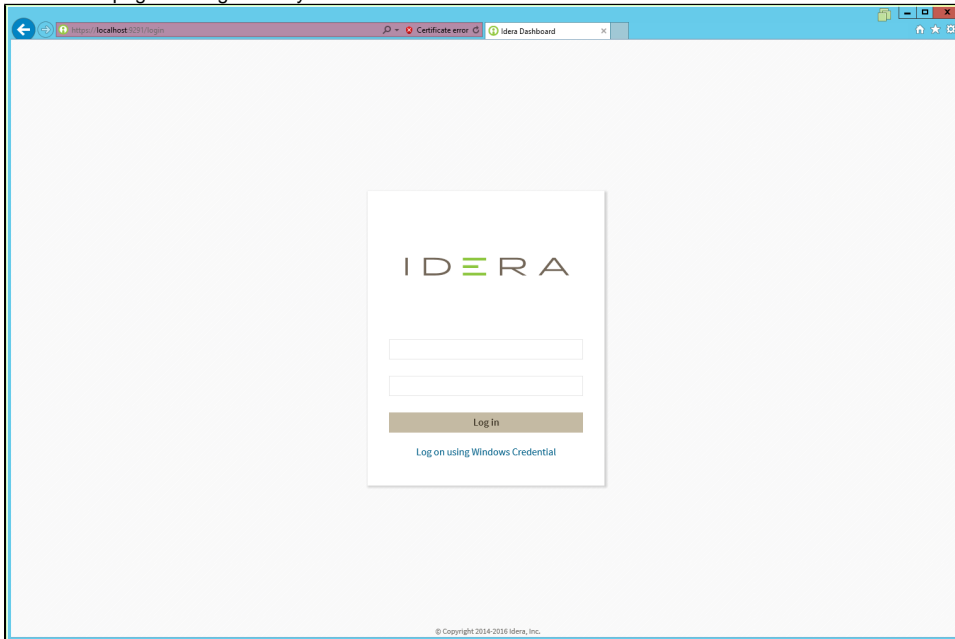 https://localhost:9291/login
Certificate error
Idera Dashboard
IDERA
Log in
Log on using Windows Credential
© Copyright 2014-2016 Idera, Inc.